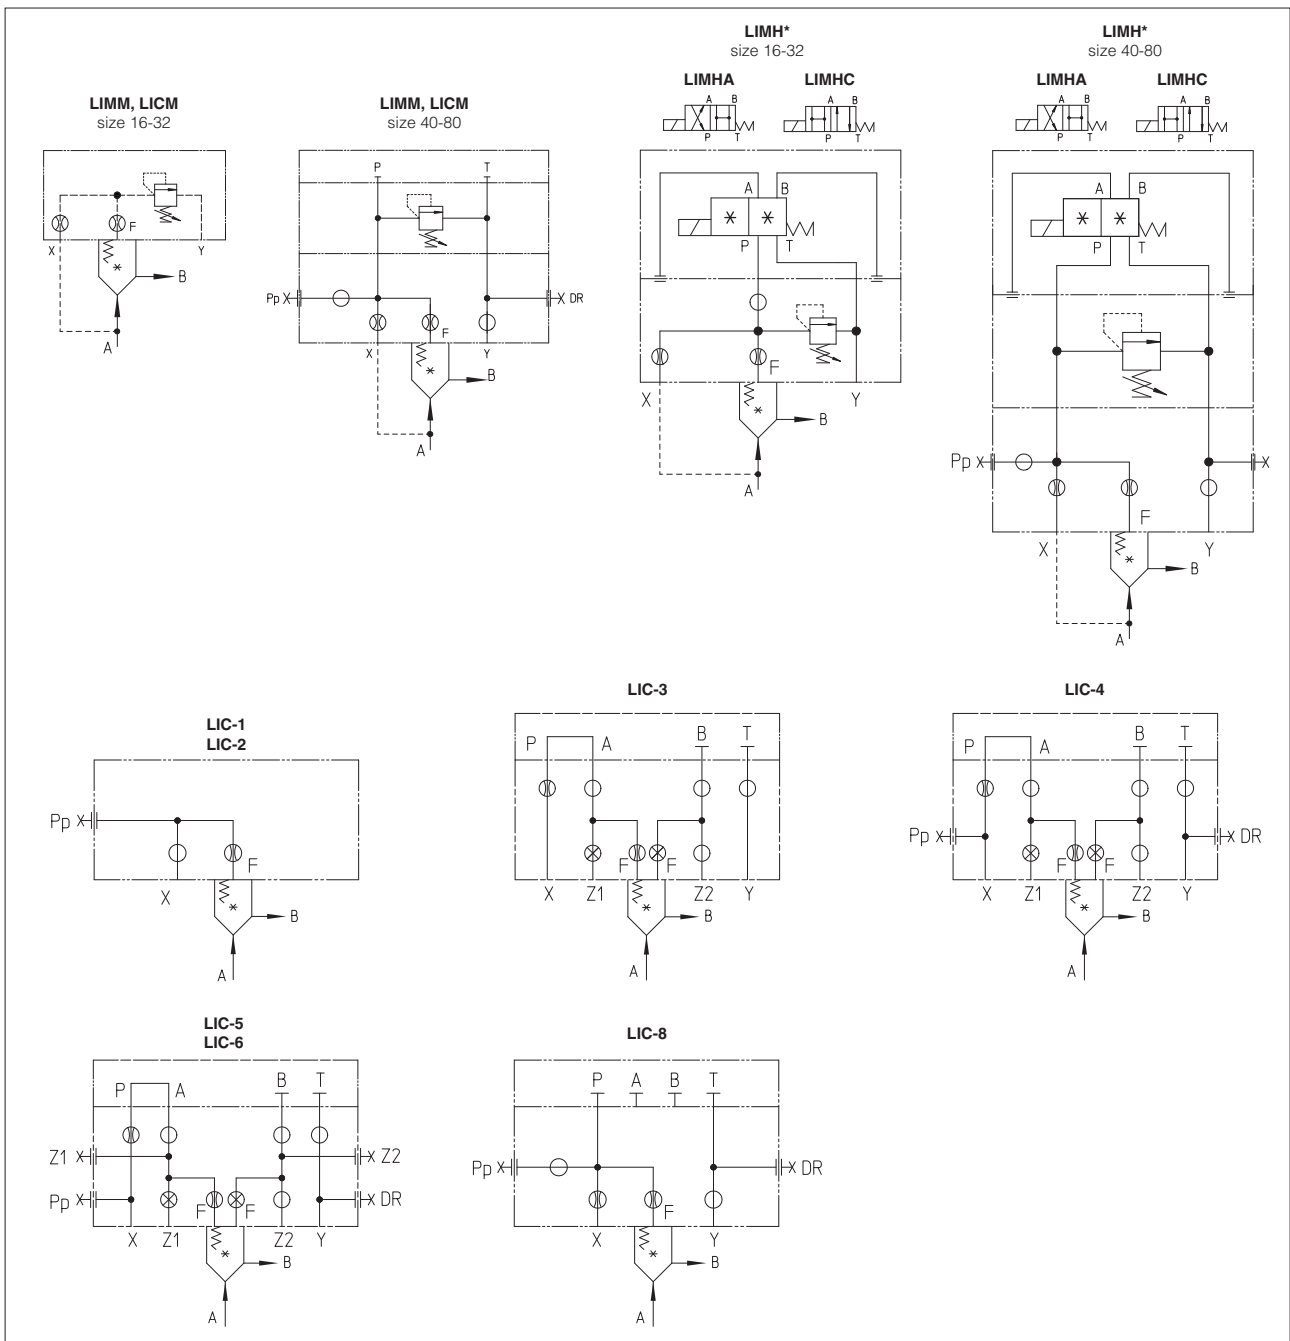 LIMM, LICM
size 16-32
F
X
Y
B
A
LIMM, LICM
size 40-80
P
T
Pp
DR
F
X
Y
B
A
LIMH*
size 16-32
LIMHA
LIMHC
A B
P T
A B
P T
A
B
* *
P
T
F
X
Y
*
B
A
LIMH*
size 40-80
LIMHA
LIMHC
A B
P T
A B
P T
A
B
* *
P
T
Pp
F
X
Y
*
B
A
LIC-1
LIC-2
Pp
F
X
*
B
A
LIC-3
P
A
B
T
F
F
X
Z1
Z2
Y
*
B
A
LIC-4
P
A
B
T
Pp
DR
F
F
X
Z1
Z2
Y
*
B
A
LIC-5
LIC-6
P
A
B
T
Z1
Z2
Pp
DR
F
F
X
Z1
Z2
Y
*
B
A
LIC-8
P
A
B
T
Pp
DR
F
X
Y
*
B
A